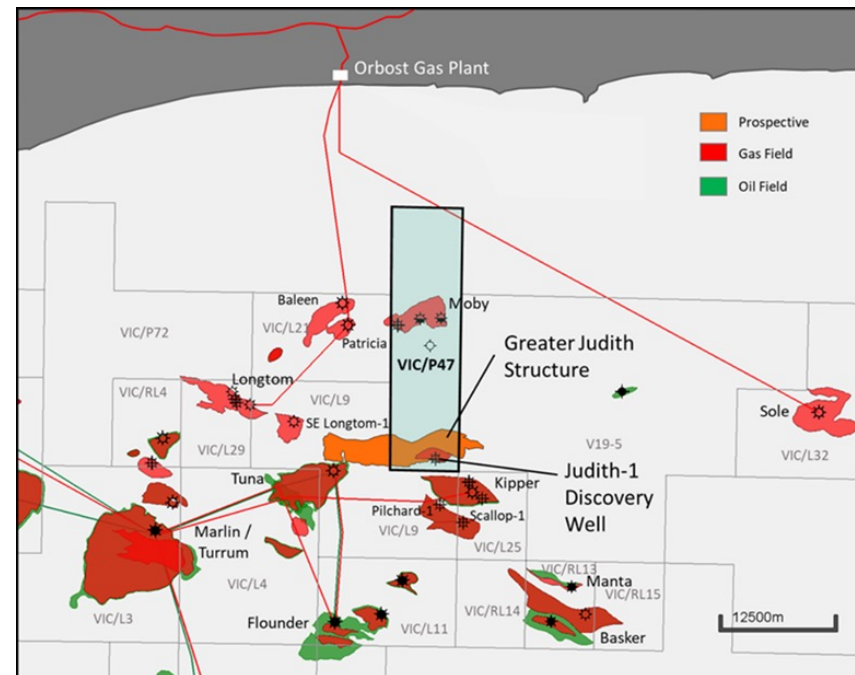 Orbost Gas Plant
Prospective
Gas Field
Oil Field
Baleen
Moby
VIC/P72
VIC/L21
Patricia
VIC/P47
Greater Judith
Structure
Longtom
VIC/RL4
VIC/L9
SE Longtom-1
Sole
VIC/L29
V19-5
VIC/L32
Judith-1
Discovery
Well
Tuna
Kipper
Pilchard-1
Scallop-1
VIC/L9
Marlin /
Turrum
VIC/L25
VIC/L4
VIC/RL13
Manta
VIC/RL15
VIC/L3
VIC/RL14
Flounder
VIC/L11
Basker
12500m